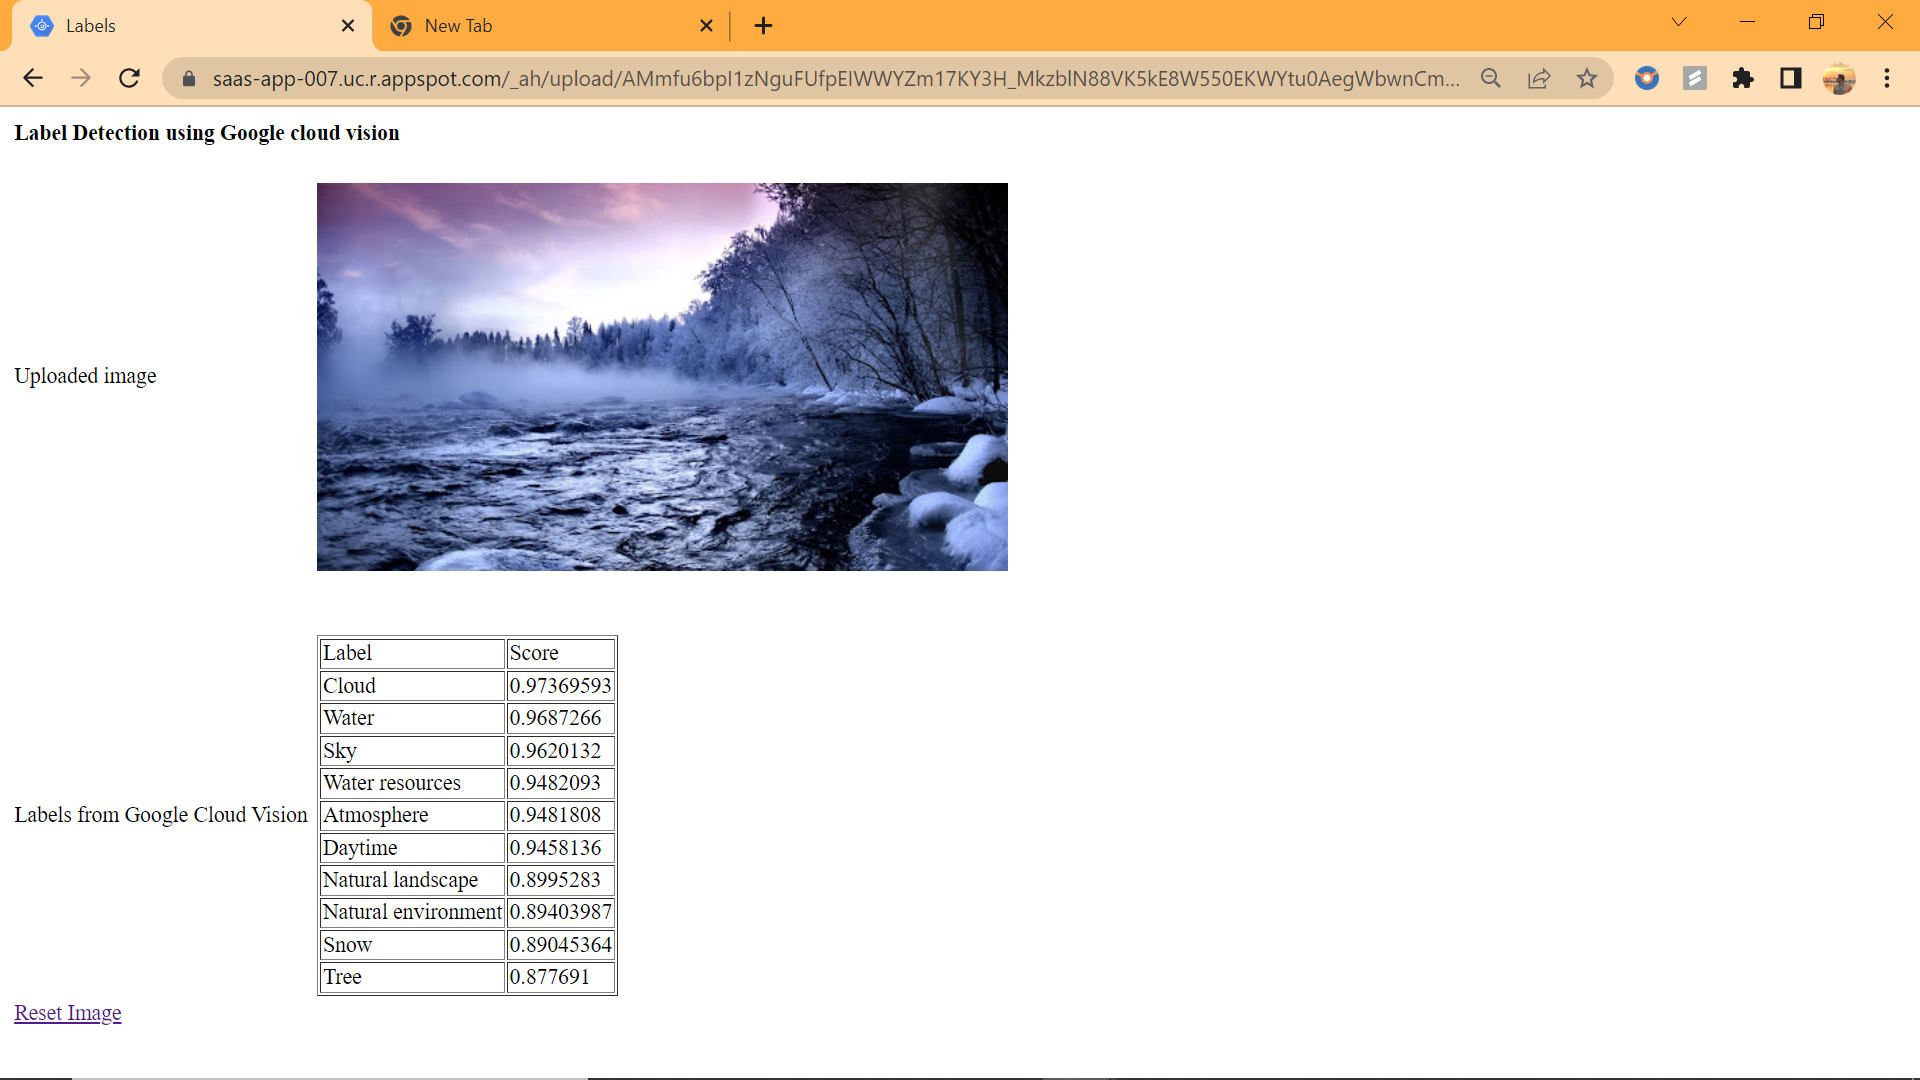 Labels
New Tab
saas-app-007.uc.r.appspot.com/_ah/upload/AMmfu6bpI1zNguFUfpEIWWYZm17KY3H_MkzblN88VK5kE8W550EKWYtu0AegWbwnCm...
Label Detection using Google cloud vision
Uploaded image
Labels from Google Cloud Vision
Label Score
Cloud 0.97369593
Water 0.9687266
Sky 0.9620132
Water resources 0.9482093
Atmosphere 0.9481808
Daytime 0.9458136
Natural landscape 0.8995283
Natural environment 0.89403987
Snow 0.89045364
Tree 0.877691
Reset Image